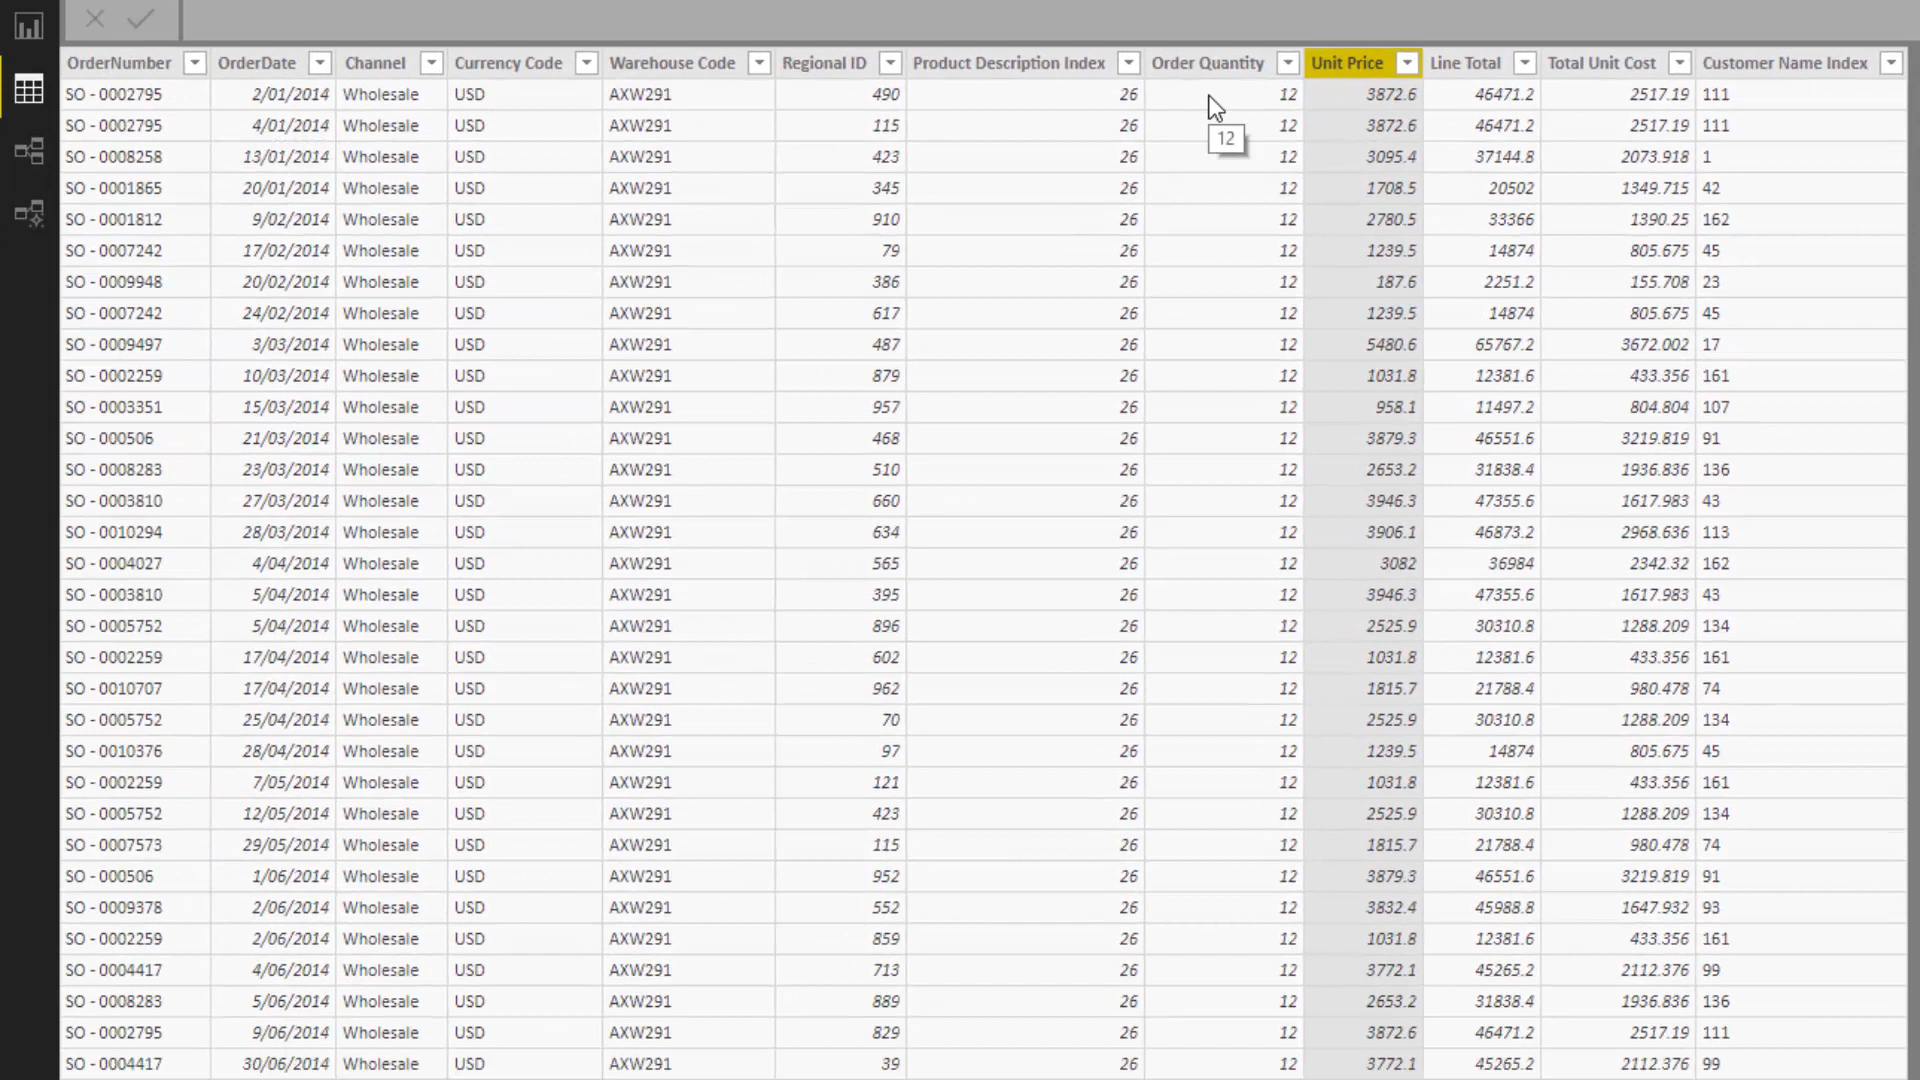 OrderNumber OrderDate Channel Currency Code Warehouse Code Regional ID Product Description Index Order Quantity Unit Price Line Total Total Unit Cost Customer Name Index
SO - 0002795 2/01/2014 Wholesale USD AXW291 490 26 12 3872.6 46471.2 2517.19 111
SO - 0002795 4/01/2014 Wholesale USD AXW291 115 26 12 3872.6 46471.2 2517.19 111
12
SO - 0008258 13/01/2014 Wholesale USD AXW291 423 26 12 3095.4 37144.8 2073.918 1
SO - 0001865 20/01/2014 Wholesale USD AXW291 345 26 12 1708.5 20502 1349.715 42
SO - 0001812 9/02/2014 Wholesale USD AXW291 910 26 12 2780.5 33366 1390.25 162
SO - 0007242 17/02/2014 Wholesale USD AXW291 79 26 12 1239.5 14874 805.675 45
SO - 0009948 20/02/2014 Wholesale USD AXW291 386 26 12 187.6 2251.2 155.708 23
SO - 0007242 24/02/2014 Wholesale USD AXW291 617 26 12 1239.5 14874 805.675 45
SO - 0009497 3/03/2014 Wholesale USD AXW291 487 26 12 5480.6 65767.2 3672.002 17
SO - 0002259 10/03/2014 Wholesale USD AXW291 879 26 12 1031.8 12381.6 433.356 161
SO - 0003351 15/03/2014 Wholesale USD AXW291 957 26 12 958.1 11497.2 804.804 107
SO - 000506 21/03/2014 Wholesale USD AXW291 468 26 12 3879.3 46551.6 3219.819 91
SO - 0008283 23/03/2014 Wholesale USD AXW291 510 26 12 2653.2 31838.4 1936.836 136
SO - 0003810 27/03/2014 Wholesale USD AXW291 660 26 12 3946.3 47355.6 1617.983 43
SO - 0010294 28/03/2014 Wholesale USD AXW291 634 26 12 3906.1 46873.2 2968.636 113
SO - 0004027 4/04/2014 Wholesale USD AXW291 565 26 12 3082 36984 2342.32 162
SO - 0003810 5/04/2014 Wholesale USD AXW291 395 26 12 3946.3 47355.6 1617.983 43
SO - 0005752 5/04/2014 Wholesale USD AXW291 896 26 12 2525.9 30310.8 1288.209 134
SO - 0002259 17/04/2014 Wholesale USD AXW291 602 26 12 1031.8 12381.6 433.356 161
SO - 0010707 17/04/2014 Wholesale USD AXW291 962 26 12 1815.7 21788.4 980.478 74
SO - 0005752 25/04/2014 Wholesale USD AXW291 70 26 12 2525.9 30310.8 1288.209 134
SO - 0010376 28/04/2014 Wholesale USD AXW291 97 26 12 1239.5 14874 805.675 45
SO - 0002259 7/05/2014 Wholesale USD AXW291 121 26 12 1031.8 12381.6 433.356 161
SO - 0005752 12/05/2014 Wholesale USD AXW291 423 26 12 2525.9 30310.8 1288.209 134
SO - 0007573 29/05/2014 Wholesale USD AXW291 115 26 12 1815.7 21788.4 980.478 74
SO - 000506 1/06/2014 Wholesale USD AXW291 952 26 12 3879.3 46551.6 3219.819 91
SO - 0009378 2/06/2014 Wholesale USD AXW291 552 26 12 3832.4 45988.8 1647.932 93
SO - 0002259 2/06/2014 Wholesale USD AXW291 859 26 12 1031.8 12381.6 433.356 161
SO - 0004417 4/06/2014 Wholesale USD AXW291 713 26 12 3772.1 45265.2 2112.376 99
SO - 0008283 5/06/2014 Wholesale USD AXW291 889 26 12 2653.2 31838.4 1936.836 136
SO - 0002795 9/06/2014 Wholesale USD AXW291 829 26 12 3872.6 46471.2 2517.19 111
SO - 0004417 30/06/2014 Wholesale USD AXW291 39 26 12 3772.1 45265.2 2112.376 99